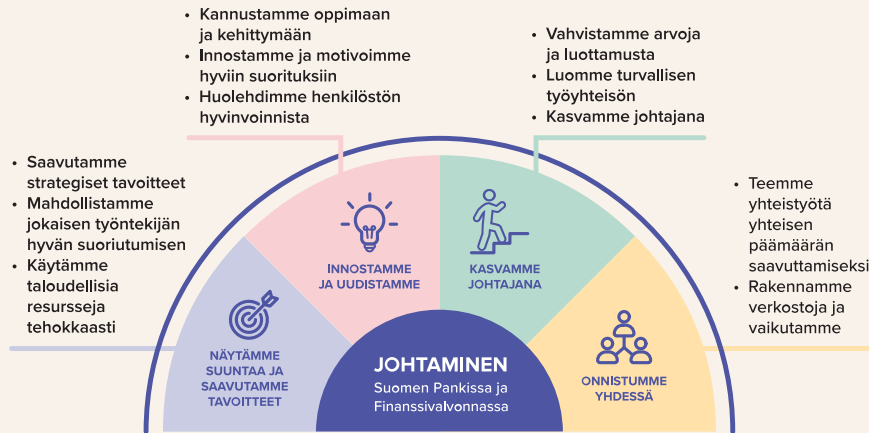 • Kannustamme oppimaan
ja kehittymään
• Innostamme ja motivoimme
hyviin suorituksiin
• Huolehdimme henkilöstön
hyvinvoinnista
• Vahvistamme arvoja
ja luottamusta
• Luomme turvallisen
työyhteisön
• Kasvamme johtajana
• Saavutamme
strategiset tavoitteet
• Mahdollistamme
jokaisen työntekijän
hyvän suoriutumisen
• Käytämme
taloudellisia
resursseja
tehokkaasti
• Teemme
yhteistyötä
yhteisen
päämäärän
saavuttamiseksi
• Rakennamme
verkostoja ja
vaikutamme
NÄYTÄMME
SUUNTAA JA
SAAVUTAMME
TAVOITTEET
INNOSTAMME
JA UUDISTAMME
KASVAMME
JOHTAJANA
ONNISTUMME
YHDESSÄ
JOHTAMINEN
Suomen Pankissa ja
Finanssivalvonnassa